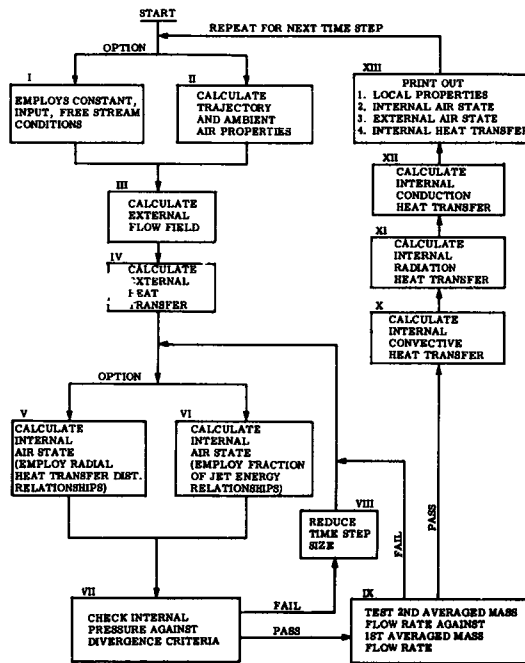 START
REPEAT FOR NEXT TIME STEP
OPTION
I
EMPLOYS CONSTANT,
INPUT, FREE STREAM
CONDITIONS
II
CALCULATE
TRAJECTORY
AND AMBIENT
AIR PROPERTIES
III
CALCULATE
EXTERNAL
FLOW FIELD
IV
CALCULATE
EXTERNAL
HEAT
TRANSFER
OPTION
V
CALCULATE
INTERNAL
AIR STATE
(EMPLOY RADIAL
HEAT TRANSFER DIST.
RELATIONSHIPS)
VI
CALCULATE
INTERNAL
AIR STATE
(EMPLOY FRACTION
OF JET ENERGY
RELATIONSHIPS)
VII
CHECK INTERNAL
PRESSURE AGAINST
DIVERGENCE CRITERIA
FAIL
PASS
VIII
REDUCE
TIME STEP
SIZE
FAIL
PASS
IX
TEST 2ND AVERAGED MASS
FLOW RATE AGAINST
1ST AVERAGED MASS
FLOW RATE
X
CALCULATE
INTERNAL
CONVECTIVE
HEAT TRANSFER
XI
CALCULATE
INTERNAL
RADIATION
HEAT TRANSFER
XII
CALCULATE
INTERNAL
CONDUCTION
HEAT TRANSFER
XIII
PRINT OUT
1. LOCAL PROPERTIES
2. INTERNAL AIR STATE
3. EXTERNAL AIR STATE
4. INTERNAL HEAT TRANSFER